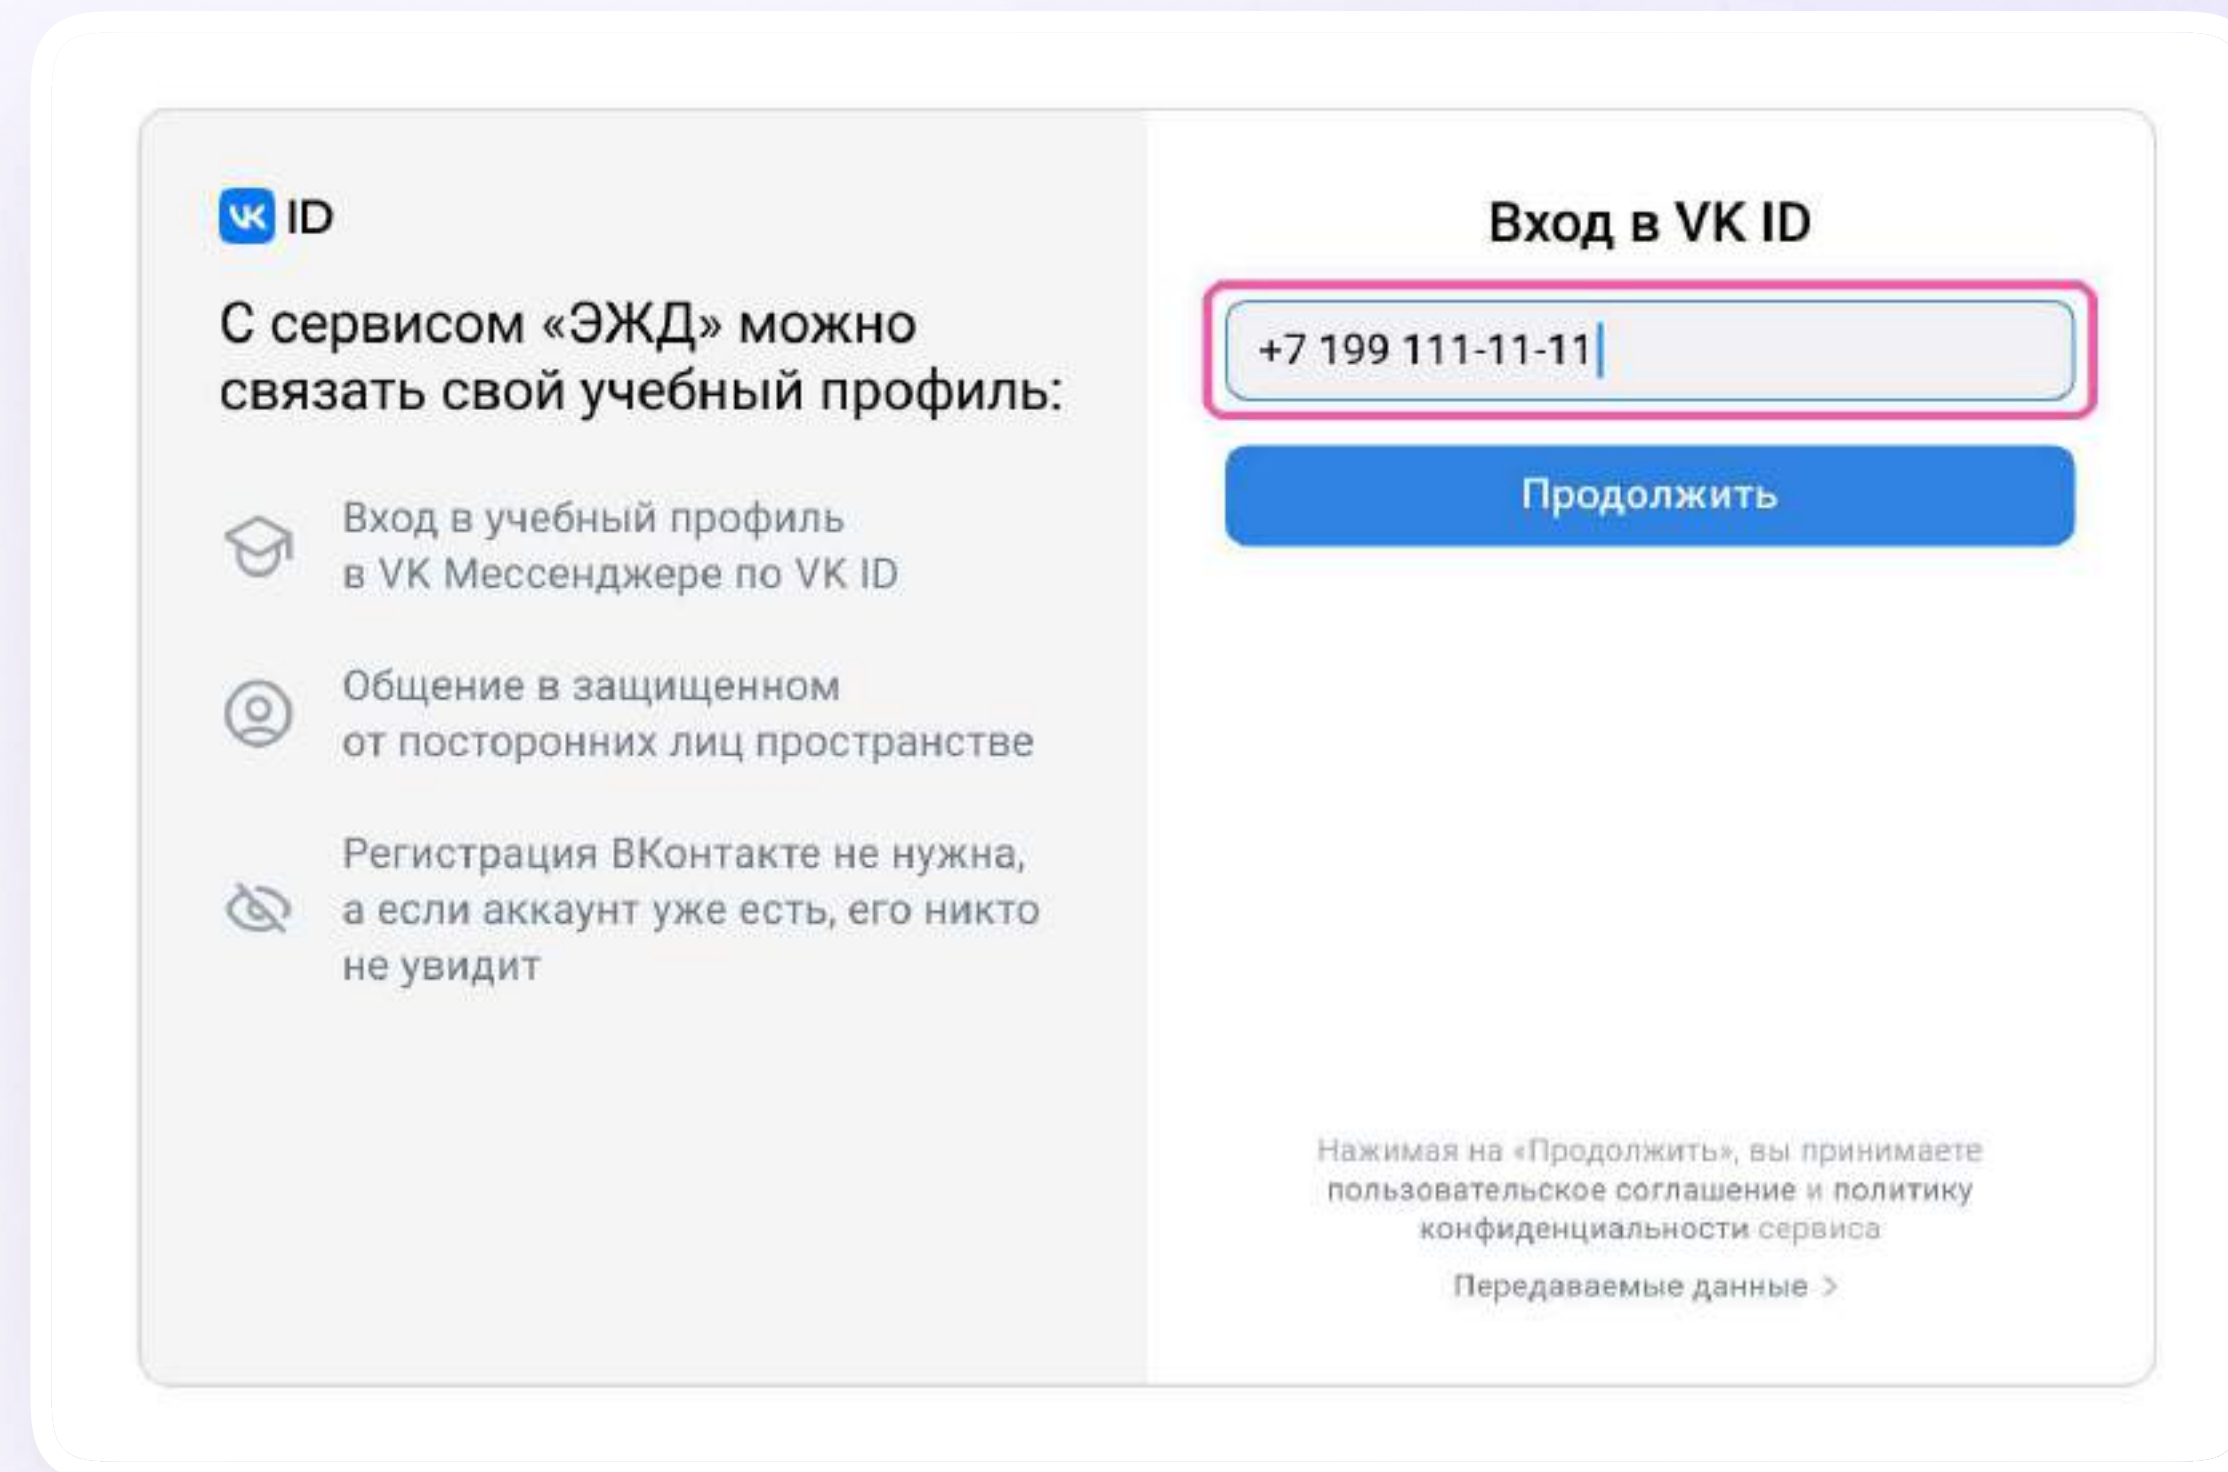 VK ID
С сервисом «ЭЖД» можно
связать свой учебный профиль:
Вход в учебный профиль
в VK Мессенджере по VK ID
Общение в защищенном
от посторонних лиц пространстве
Регистрация ВКонтакте не нужна,
а если аккаунт уже есть, его никто
не увидит
Вход в VK ID
+7 199 111-11-11
Продолжить
Нажимая на «Продолжить», вы принимаете
пользовательское соглашение и политику
конфиденциальности сервиса
Передаваемые данные >